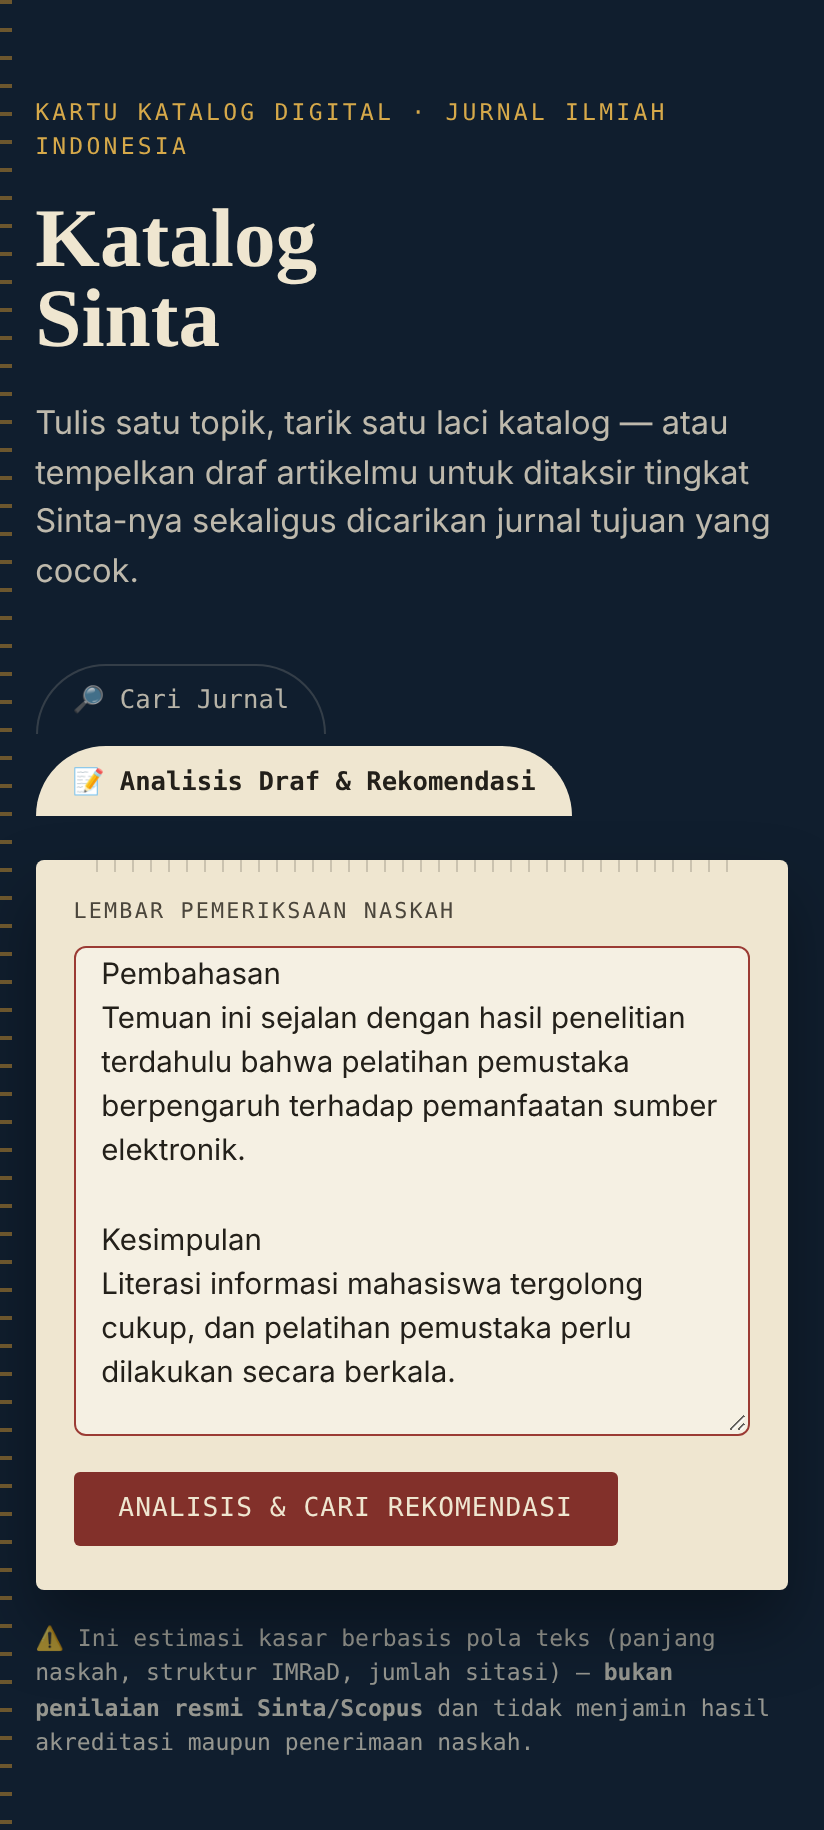 KARTU KATALOG DIGITAL · JURNAL ILMIAH
INDONESIA
Katalog
Sinta
Tulis satu topik, tarik satu laci katalog — atau
tempelkan draf artikelmu untuk ditaksir tingkat
Sinta-nya sekaligus dicarikan jurnal tujuan yang
cocok.
🔎 Cari Jurnal
📝 Analisis Draf & Rekomendasi
LEMBAR PEMERIKSAAN NASKAH
Pembahasan
Temuan ini sejalan dengan hasil penelitian
terdahulu bahwa pelatihan pemustaka
berpengaruh terhadap pemanfaatan sumber
elektronik.
Kesimpulan
Literasi informasi mahasiswa tergolong
cukup, dan pelatihan pemustaka perlu
dilakukan secara berkala.
ANALISIS & CARI REKOMENDASI
⚠️ Ini estimasi kasar berbasis pola teks (panjang
naskah, struktur IMRaD, jumlah sitasi) — bukan
penilaian resmi Sinta/Scopus dan tidak menjamin hasil
akreditasi maupun penerimaan naskah.